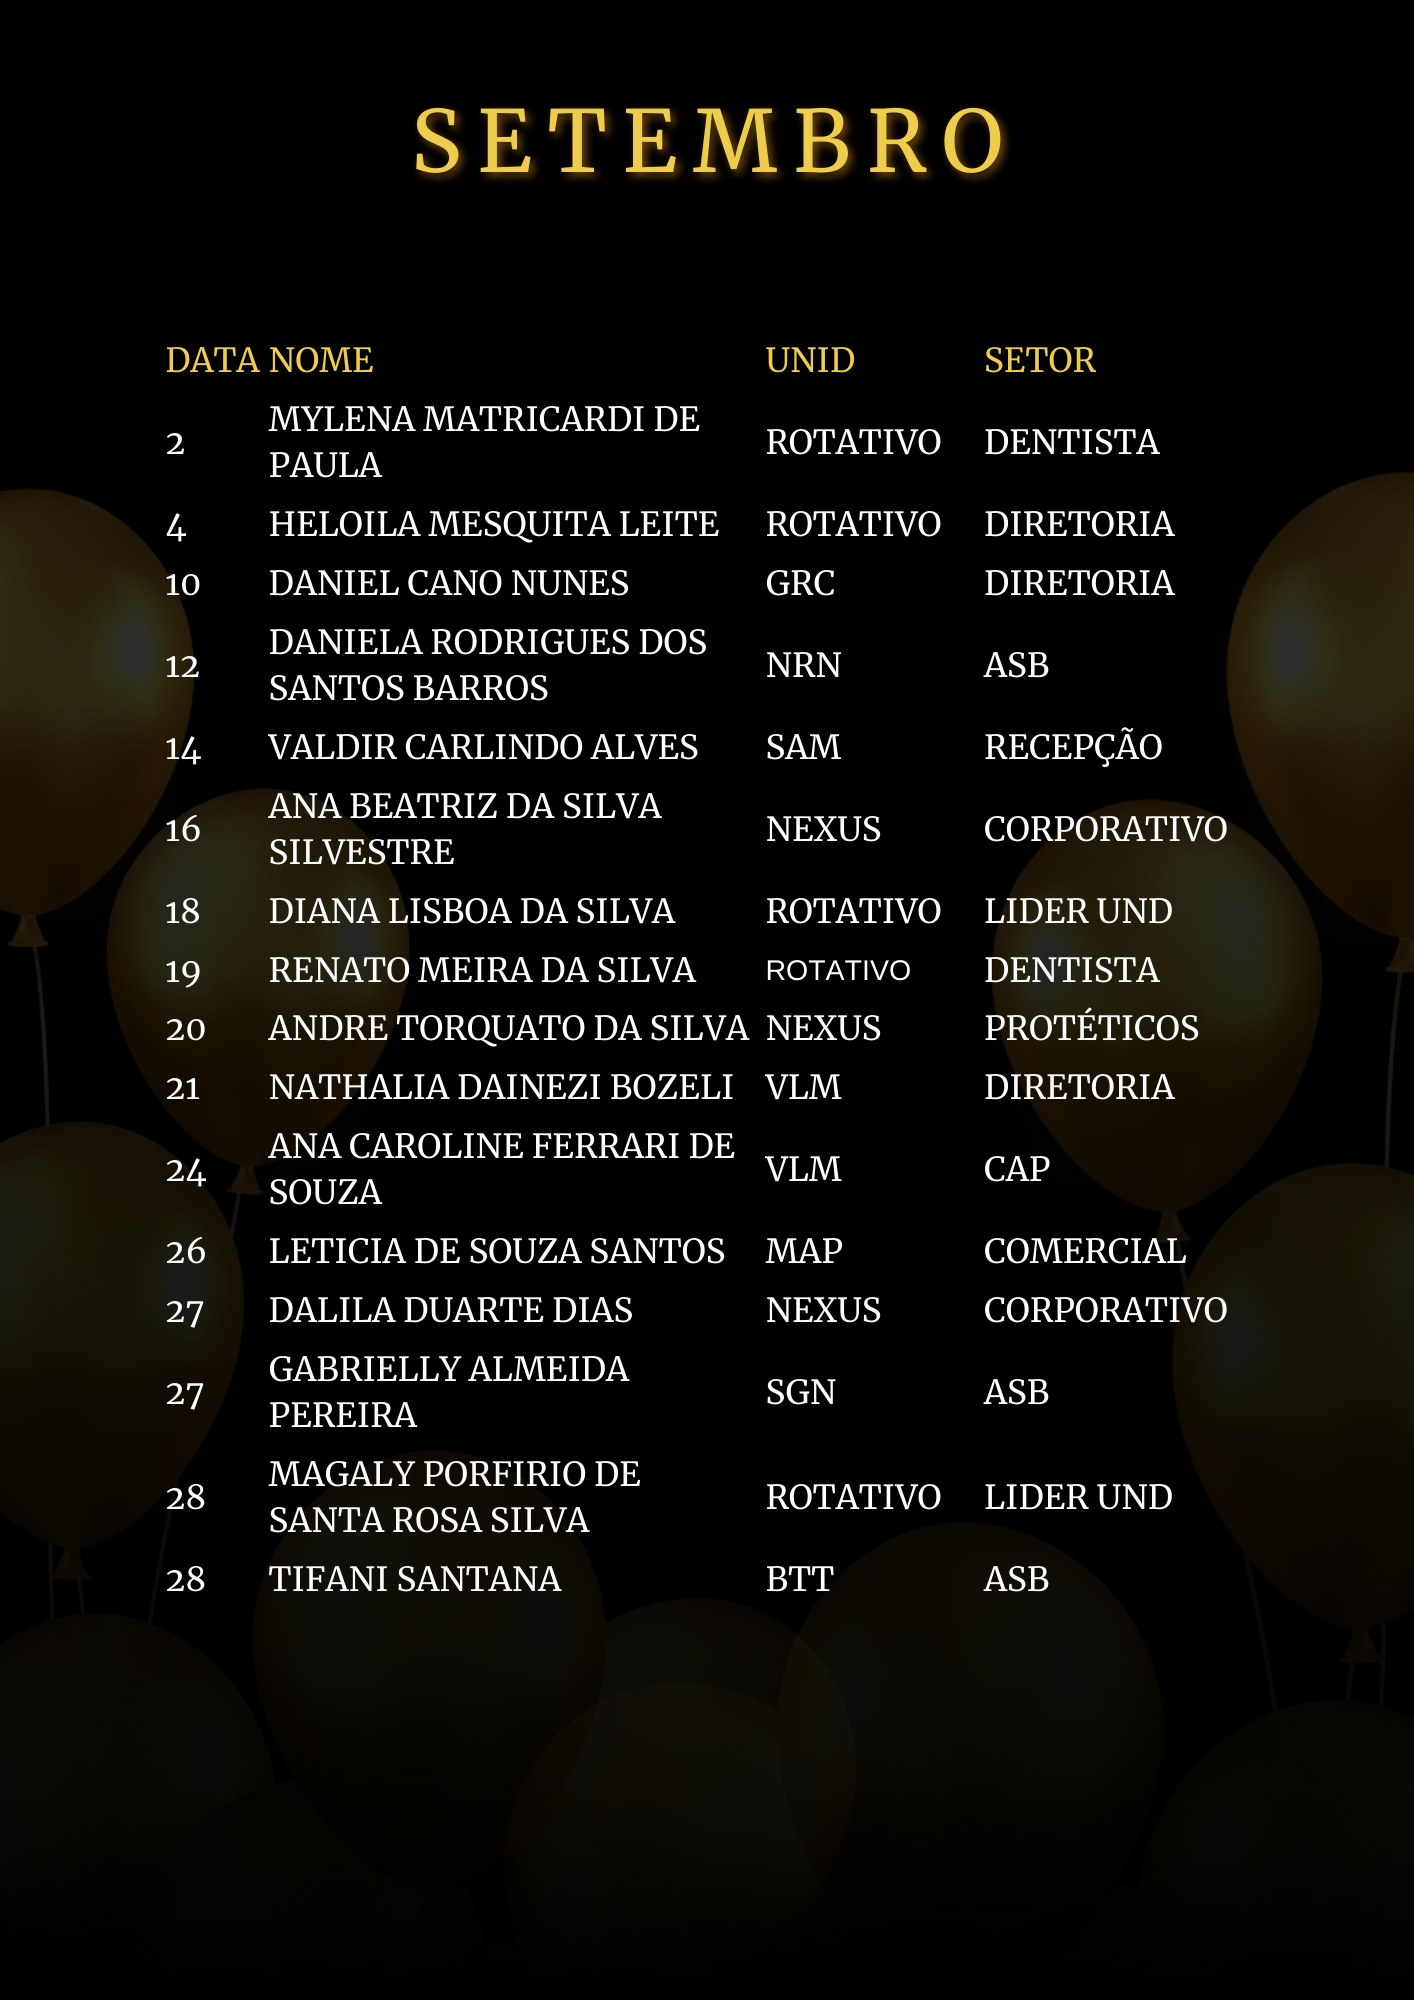 SETEMBRO
DATA NOME UNID SETOR
2 MYLENA MATRICARDI DE PAULA ROTATIVO DENTISTA
4 HELOILA MESQUITA LEITE ROTATIVO DIRETORIA
10 DANIEL CANO NUNES GRC DIRETORIA
12 DANIELA RODRIGUES DOS SANTOS BARROS NRN ASB
14 VALDIR CARLINDO ALVES SAM RECEPÇÃO
16 ANA BEATRIZ DA SILVA SILVESTRE NEXUS CORPORATIVO
18 DIANA LISBOA DA SILVA ROTATIVO LIDER UND
19 RENATO MEIRA DA SILVA ROTATIVO DENTISTA
20 ANDRE TORQUATO DA SILVA NEXUS PROTÉTICOS
21 NATHALIA DAINEZI BOZELI VLM DIRETORIA
24 ANA CAROLINE FERRARI DE SOUZA VLM CAP
26 LETICIA DE SOUZA SANTOS MAP COMERCIAL
27 DALILA DUARTE DIAS NEXUS CORPORATIVO
27 GABRIELLY ALMEIDA PEREIRA SGN ASB
28 MAGALY PORFIRIO DE SANTA ROSA SILVA ROTATIVO LIDER UND
28 TIFANI SANTANA BTT ASB